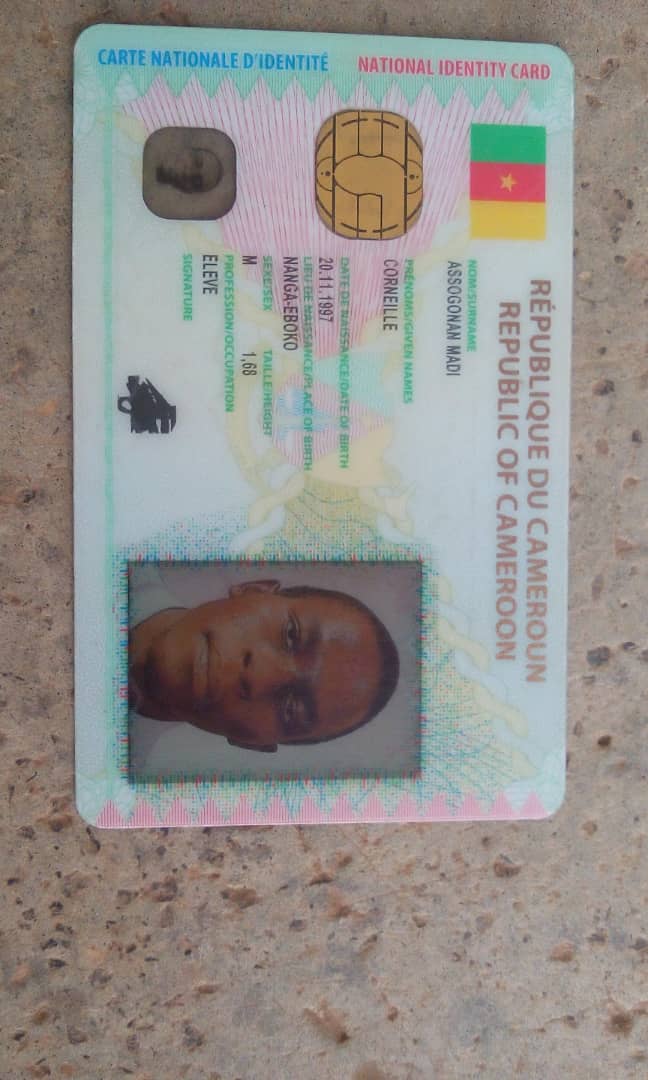 RÉPUBLIQUE DU CAMEROUN
REPUBLIC OF CAMEROON
NOM/SURNAME
ASSOGONAN MADI
PRÉNOMS/GIVEN NAMES
CORNEILLE
DATE DE NAISSANCE/DATE OF BIRTH
20.11.1997
LIEU DE NAISSANCE/PLACE OF BIRTH
NANGA-EBOKO
SEXE/SEX TAILLE/HEIGHT
M 1,68
PROFESSION/OCCUPATION
ELEVE
SIGNATURE
CARTE NATIONALE D'IDENTITÉ NATIONAL IDENTITY CARD